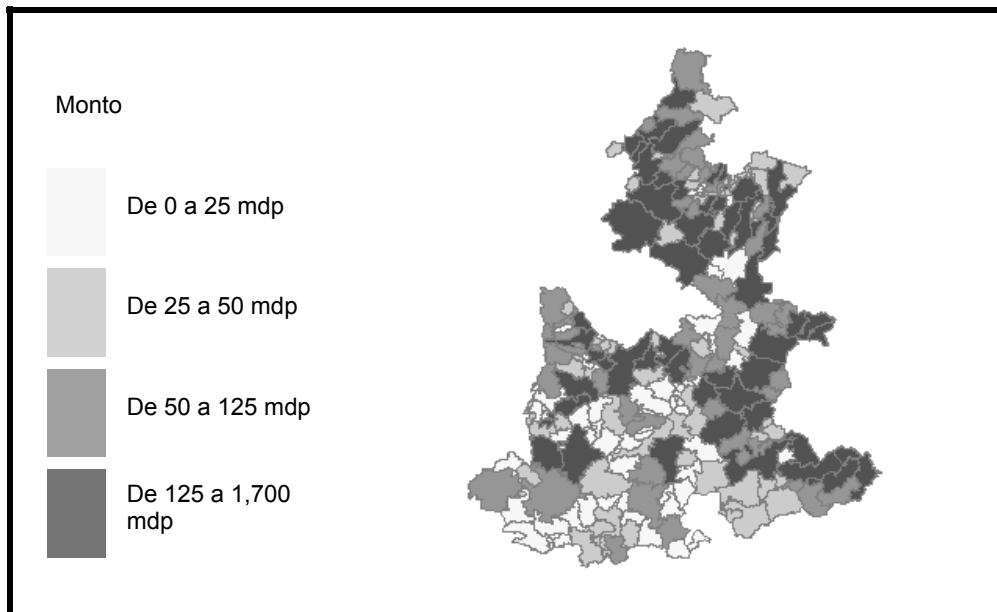 Monto
De 0 a 25 mdp
De 25 a 50 mdp
De 50 a 125 mdp
De 125 a 1,700
mdp